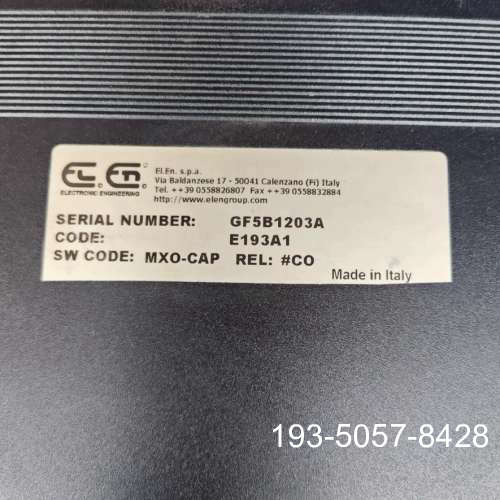 El. En.
ELECTRONIC ENGINEERING
El.En. s.p.a.
Via Baldanzese 17 - 50041 Calenzano (Fi) Italy
Tel. ++39 0558826807 Fax ++39 0558832884
http://www.elengroup.com
SERIAL NUMBER: GF5B1203A
CODE: E193A1
SW CODE: MXO-CAP REL: #CO
Made in Italy
193-5057-8428